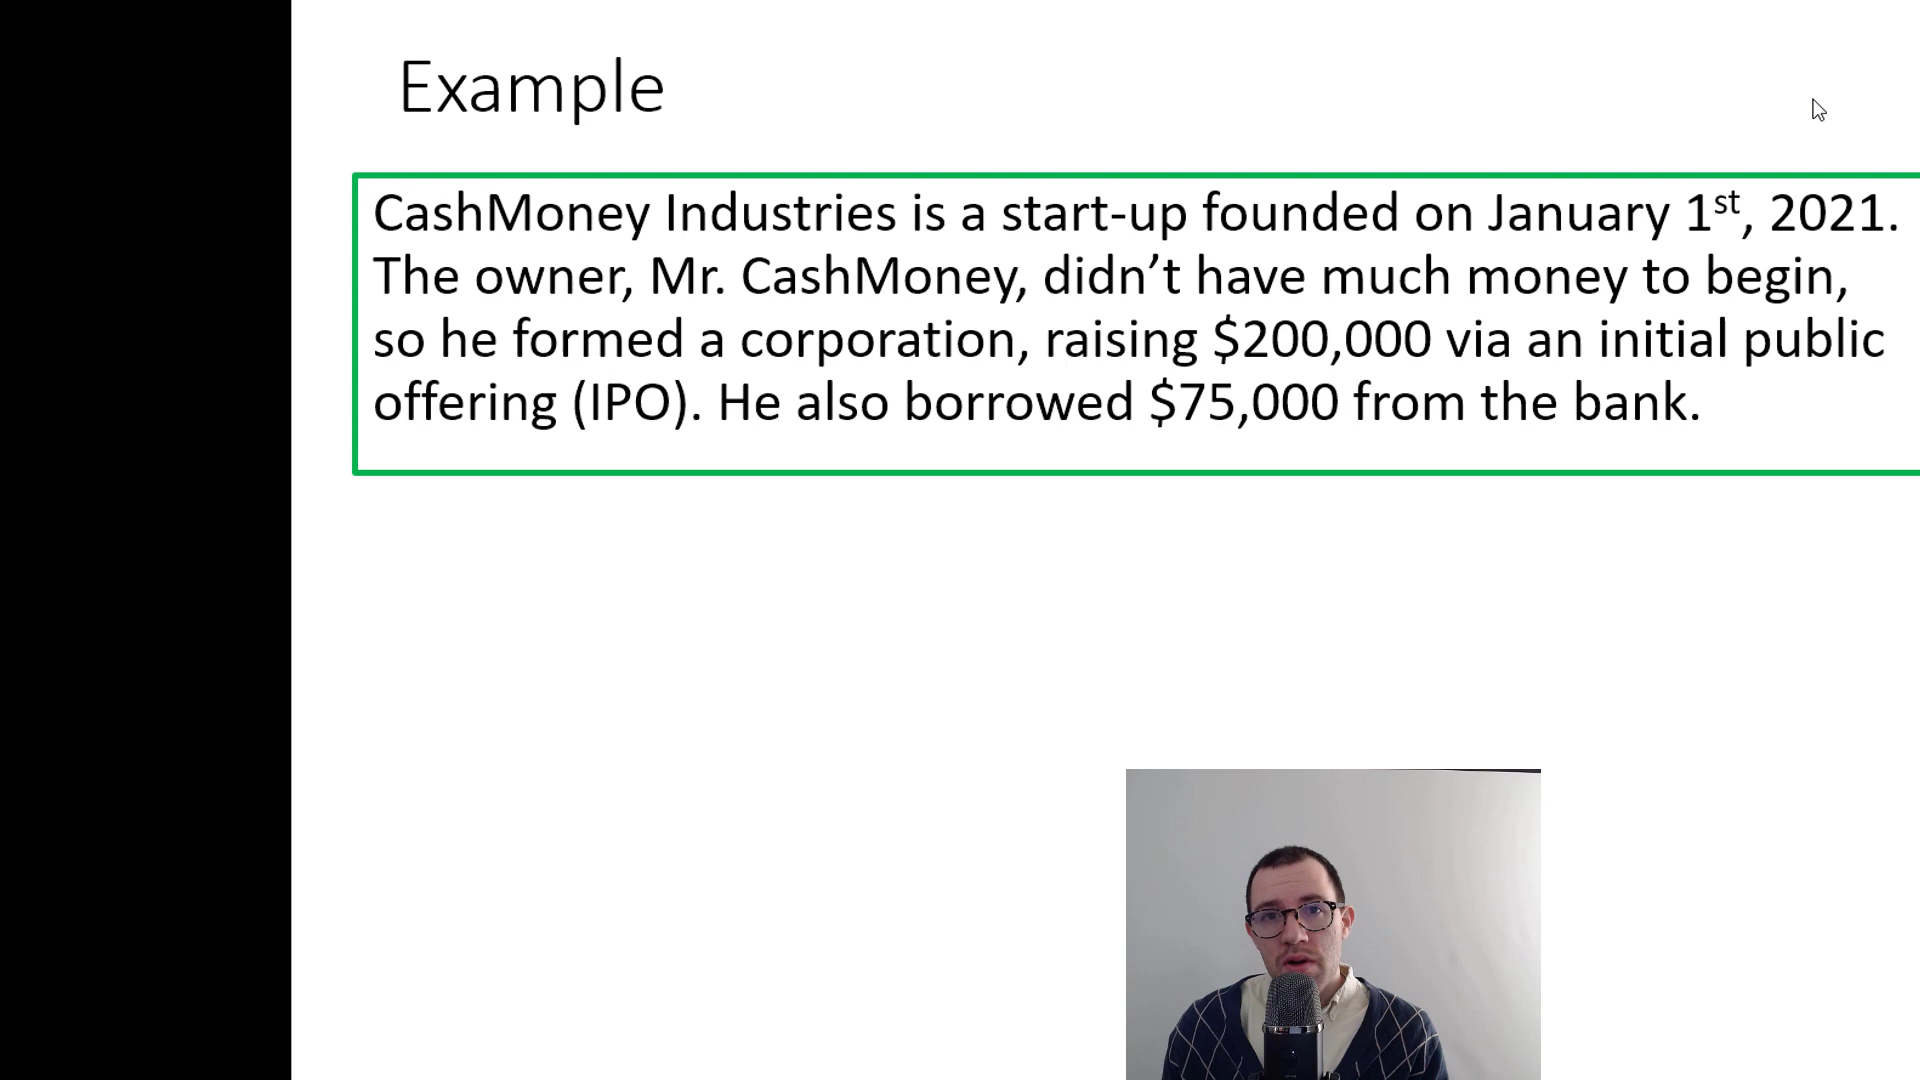 Example
CashMoney Industries is a start-up founded on January 1st, 2021.
The owner, Mr. CashMoney, didn’t have much money to begin,
so he formed a corporation, raising $200,000 via an initial public
offering (IPO). He also borrowed $75,000 from the bank.